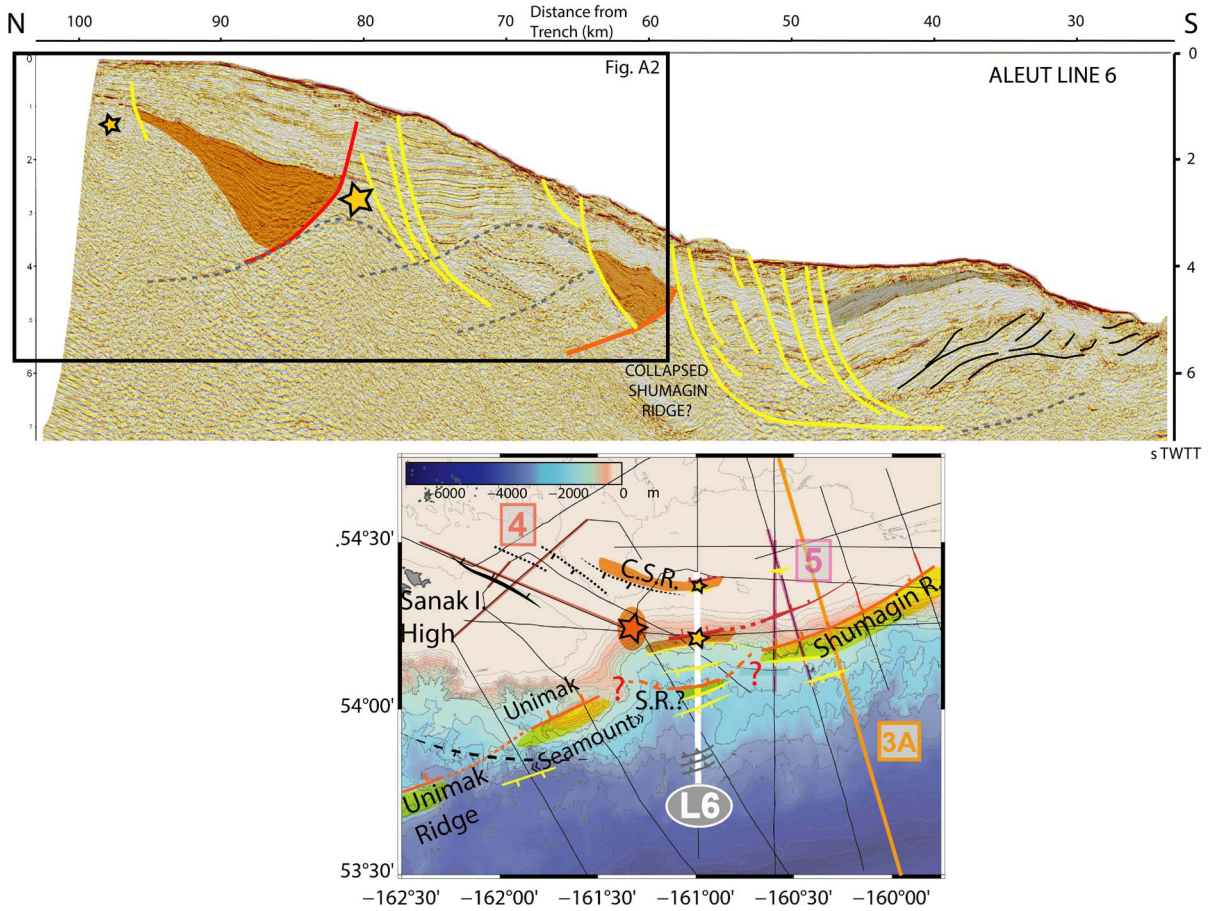 N
100
80
70
Distance from
Trench (km)
60
50
40
30
S
Fig. A2
ALEUT LINE 6
0
1
2
3
4
5
6
7
0
2
4
6
COLLAPSED
SHUMAGIN
RIDGE?
s TWTT
6000
−4000
−2000
0
m
4
5
3A
C.S.R.
Sanak I.
High
Shumagin R.
?
?
S.R.?
Unimak
«Seamount»
Unimak
Ridge
L6
54°30'
54°00'
53°30'
−162°30'
−162°00'
−161°30'
−161°00'
−160°30'
−160°00'